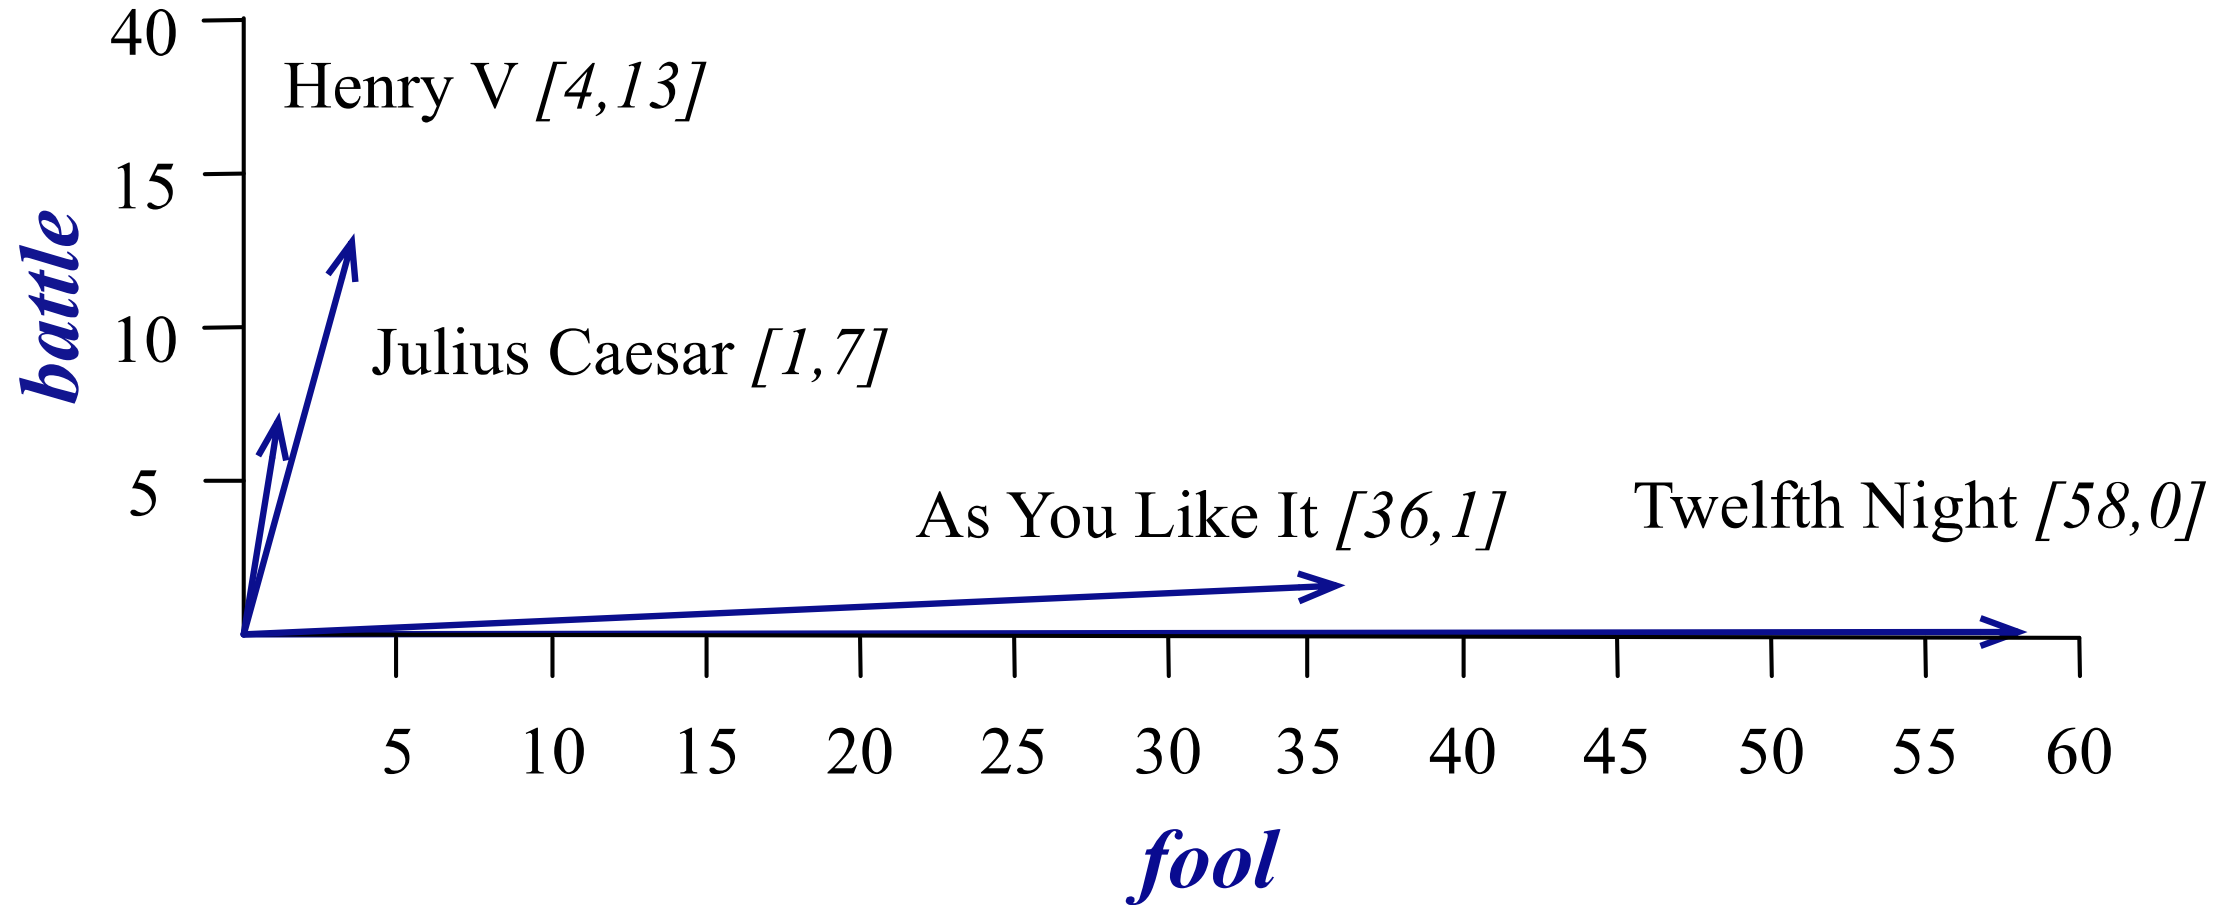 40
Henry V [4,13]
15
battle
10
Julius Caesar [1,7]
5
As You Like It [36,1]
Twelfth Night [58,0]
5 10 15 20 25 30 35 40 45 50 55 60
fool